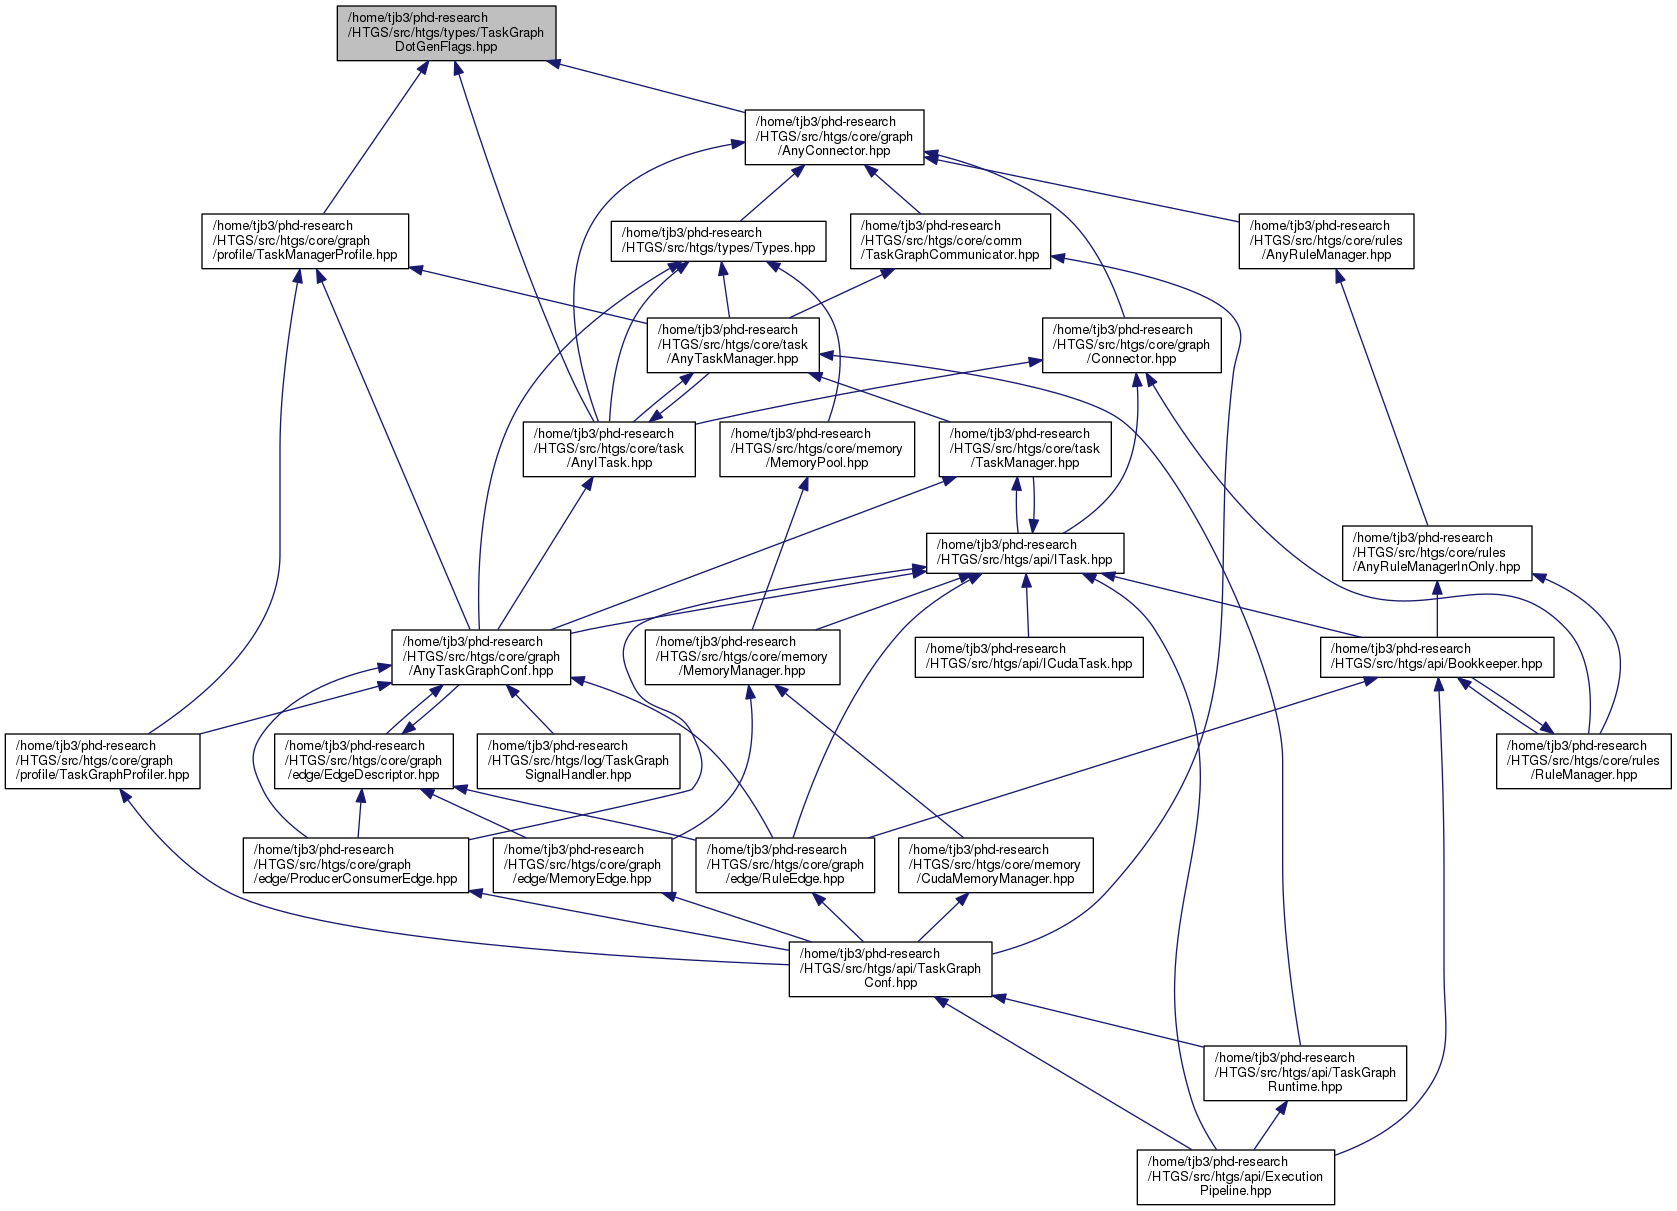 /home/tjb3/phd-research
/HTGS/src/htgs/types/TaskGraph
DotGenFlags.hpp
/home/tjb3/phd-research
/HTGS/src/htgs/core/graph
/AnyConnector.hpp
/home/tjb3/phd-research
/HTGS/src/htgs/core/graph
/profile/TaskManagerProfile.hpp
/home/tjb3/phd-research
/HTGS/src/htgs/types/Types.hpp
/home/tjb3/phd-research
/HTGS/src/htgs/core/comm
/TaskGraphCommunicator.hpp
/home/tjb3/phd-research
/HTGS/src/htgs/core/rules
/AnyRuleManager.hpp
/home/tjb3/phd-research
/HTGS/src/htgs/core/task
/AnyTaskManager.hpp
/home/tjb3/phd-research
/HTGS/src/htgs/core/graph
/Connector.hpp
/home/tjb3/phd-research
/HTGS/src/htgs/core/task
/AnyITask.hpp
/home/tjb3/phd-research
/HTGS/src/htgs/core/memory
/MemoryPool.hpp
/home/tjb3/phd-research
/HTGS/src/htgs/core/task
/TaskManager.hpp
/home/tjb3/phd-research
/HTGS/src/htgs/api/ITask.hpp
/home/tjb3/phd-research
/HTGS/src/htgs/core/rules
/AnyRuleManagerInOnly.hpp
/home/tjb3/phd-research
/HTGS/src/htgs/core/graph
/AnyTaskGraphConf.hpp
/home/tjb3/phd-research
/HTGS/src/htgs/core/memory
/MemoryManager.hpp
/home/tjb3/phd-research
/HTGS/src/htgs/api/ICudaTask.hpp
/home/tjb3/phd-research
/HTGS/src/htgs/api/Bookkeeper.hpp
/home/tjb3/phd-research
/HTGS/src/htgs/core/graph
/profile/TaskGraphProfiler.hpp
/home/tjb3/phd-research
/HTGS/src/htgs/core/graph
/edge/EdgeDescriptor.hpp
/home/tjb3/phd-research
/HTGS/src/htgs/log/TaskGraph
SignalHandler.hpp
/home/tjb3/phd-research
/HTGS/src/htgs/core/rules
/RuleManager.hpp
/home/tjb3/phd-research
/HTGS/src/htgs/core/graph
/edge/ProducerConsumerEdge.hpp
/home/tjb3/phd-research
/HTGS/src/htgs/core/graph
/edge/MemoryEdge.hpp
/home/tjb3/phd-research
/HTGS/src/htgs/core/graph
/edge/RuleEdge.hpp
/home/tjb3/phd-research
/HTGS/src/htgs/core/memory
/CudaMemoryManager.hpp
/home/tjb3/phd-research
/HTGS/src/htgs/api/TaskGraph
Conf.hpp
/home/tjb3/phd-research
/HTGS/src/htgs/api/TaskGraph
Runtime.hpp
/home/tjb3/phd-research
/HTGS/src/htgs/api/Execution
Pipeline.hpp